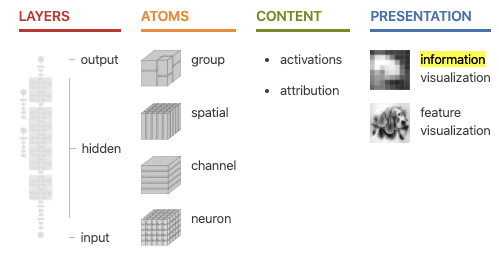 LAYERS
output
hidden
input
ATOMS
group
spatial
channel
neuron
CONTENT
• activations
• attribution
PRESENTATION
information
visualization
feature
visualization